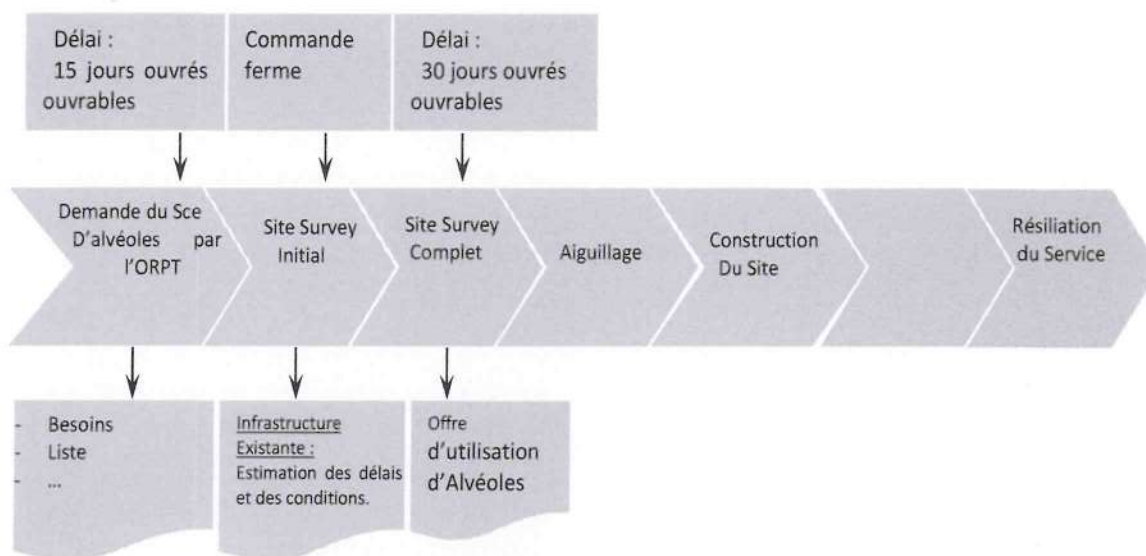 Délai :
15 jours ouvrés
ouvrables
Commande
ferme
Délai :
30 jours ouvrés
ouvrables
Demande du Sce
D'alvéoles par
l'ORPT
Site Survey
Initial
Site Survey
Complet
Aiguillage
Construction
Du Site
Résiliation
du Service
- Besoins
- Liste
- ...
Infrastructure
Existante :
Estimation des délais
et des conditions.
Offre
d'utilisation
d'Alvéoles